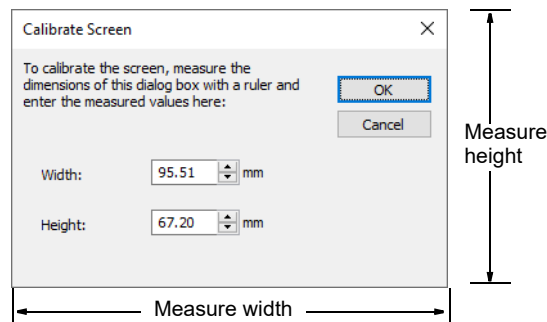 Calibrate Screen
To calibrate the screen, measure the
dimensions of this dialog box with a ruler and
enter the measured values here:
OK
Cancel
Measure
height
Width: 95.51 mm
Height: 67.20 mm
Measure width